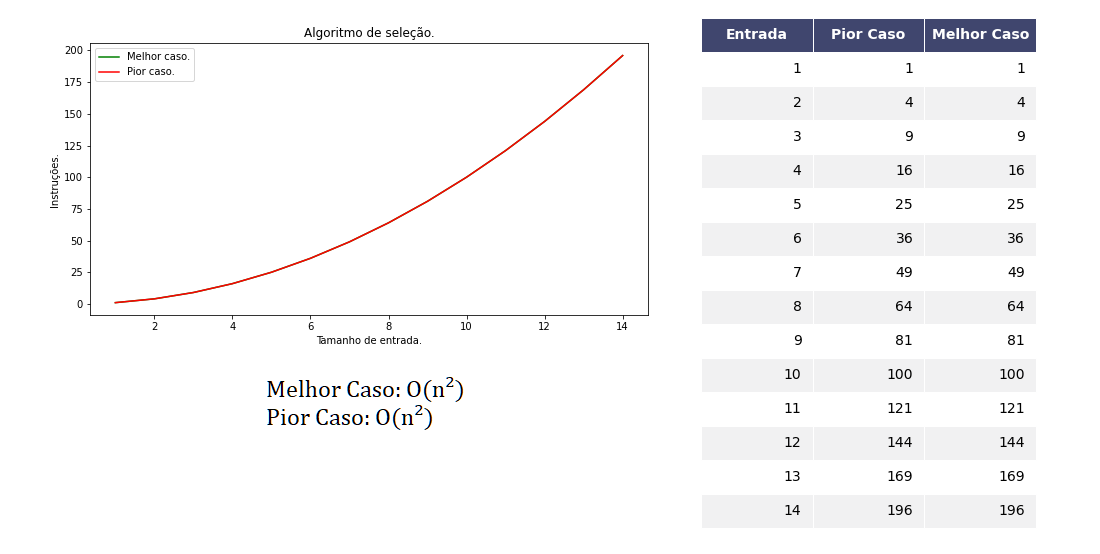 Algoritmo de seleção.
Melhor caso.
Pior caso.
200
175
150
125
100
75
50
25
0
Instruções.
2 4 6 8 10 12 14
Tamanho de entrada.
Melhor Caso: O(n²)
Pior Caso: O(n²)
Entrada Pior Caso Melhor Caso
1 1 1
2 4 4
3 9 9
4 16 16
5 25 25
6 36 36
7 49 49
8 64 64
9 81 81
10 100 100
11 121 121
12 144 144
13 169 169
14 196 196